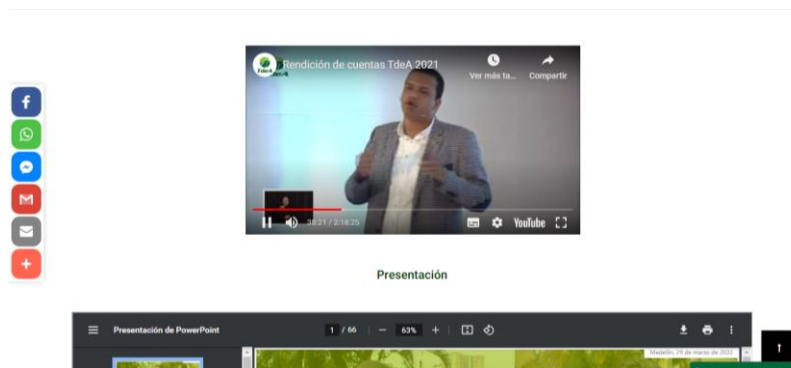 Rendición de cuentas TdeA 2021
Ver más ta...
Compartir
38:21 / 2:18:25
YouTube
Presentación
Presentación de PowerPoint
1 / 66
63%
Medellín, 29 de marzo de 2022